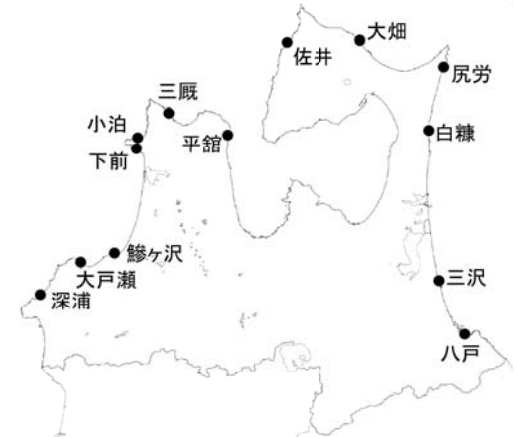 大畑
佐井
尻労
三厩
小泊
平舘
白糠
下前
鰺ヶ沢
大戸瀬
三沢
深浦
八戸